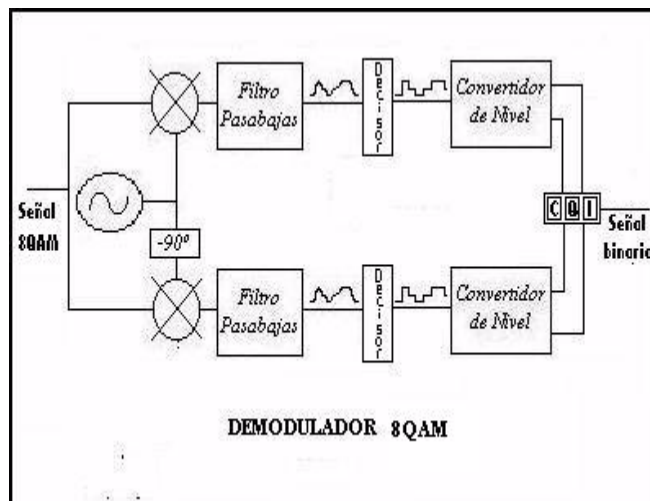 Filtro
Pasabajas
Decisor
Convertidor
de Nivel
Señal
8QAM
-90º
C Q I
Señal
binaria
Filtro
Pasabajas
Decisor
Convertidor
de Nivel
DEMODULADOR 8QAM